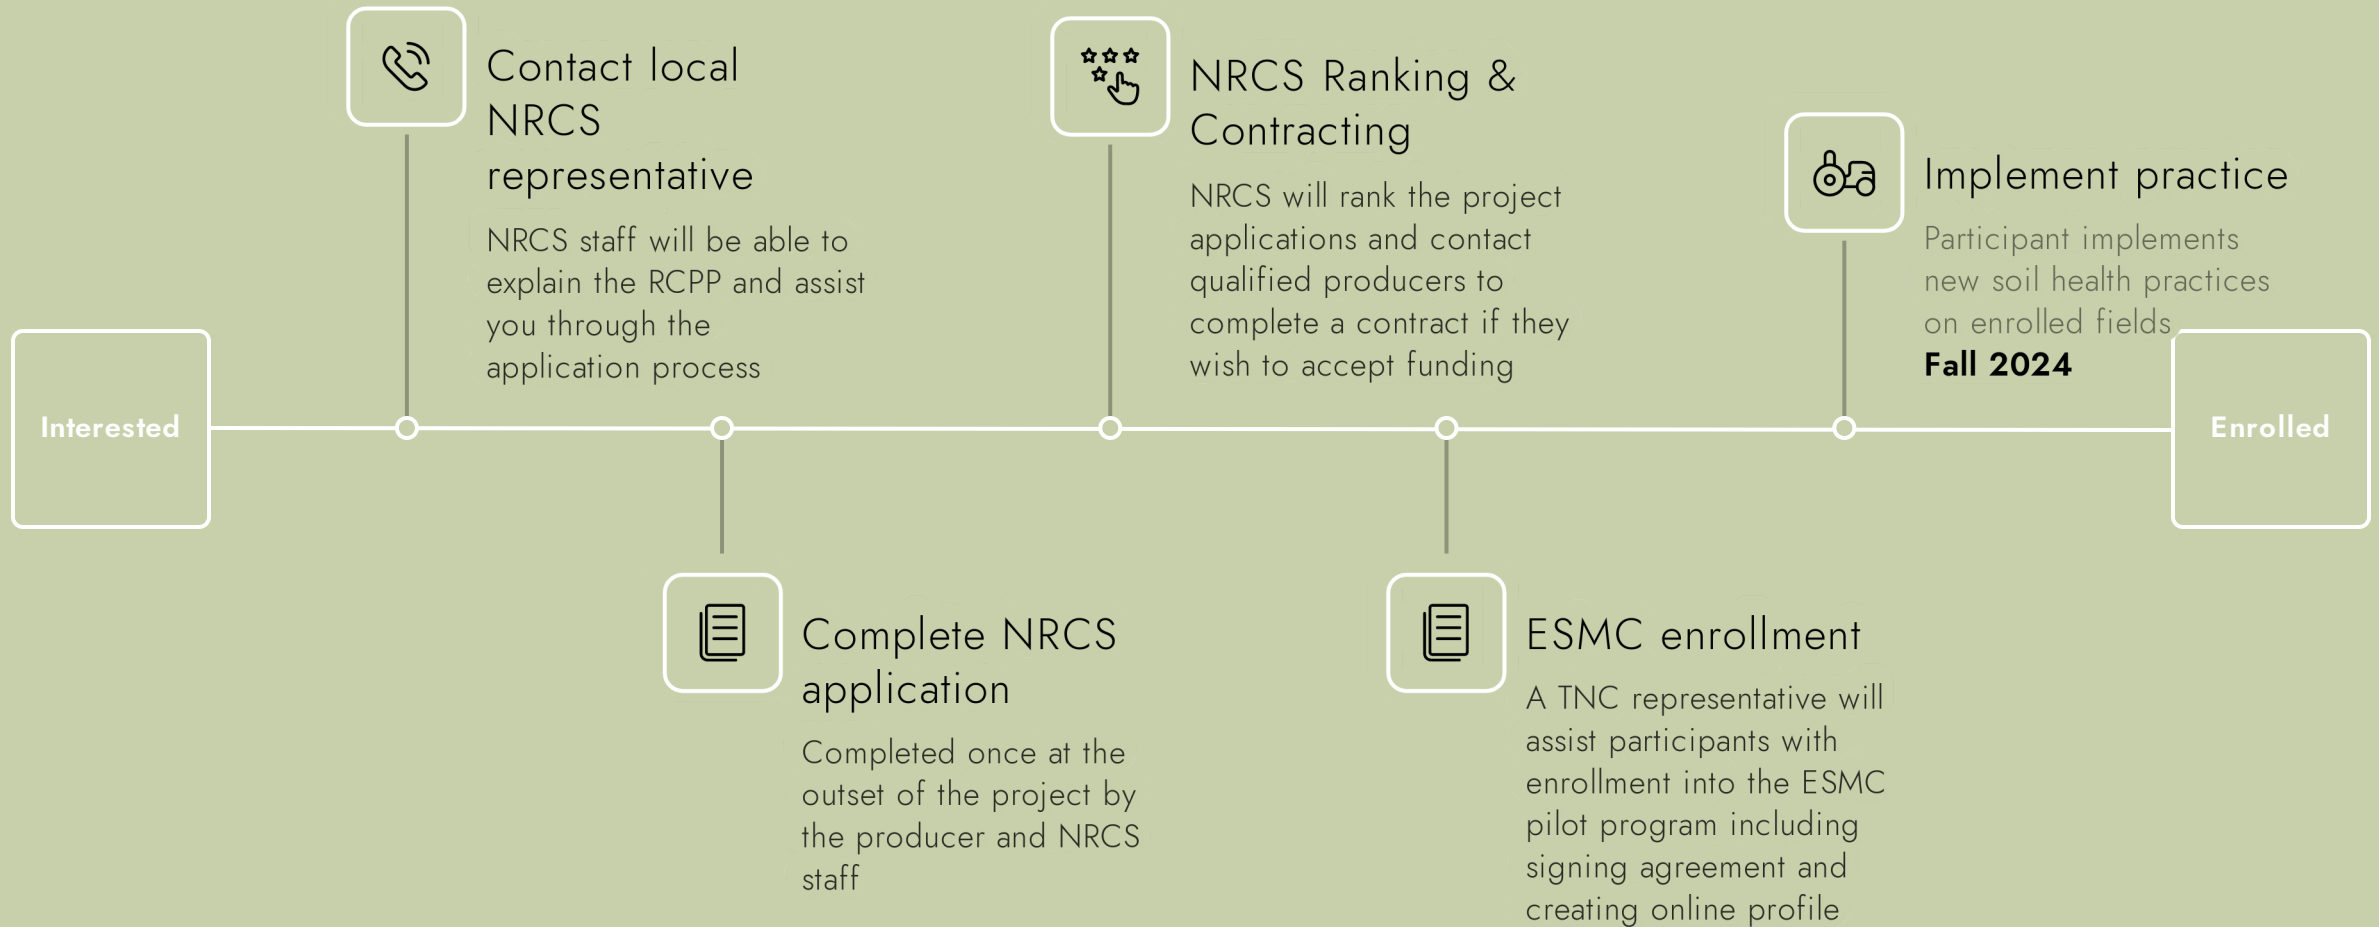 Contact local
NRCS
representative
NRCS staff will be able to
explain the RCPP and assist
you through the
application process
NRCS Ranking &
Contracting
NRCS will rank the project
applications and contact
qualified producers to
complete a contract if they
wish to accept funding
Implement practice
Participant implements
new soil health practices
on enrolled fields
Fall 2024
Interested
Enrolled
Complete NRCS
application
Completed once at the
outset of the project by
the producer and NRCS
staff
ESMC enrollment
A TNC representative will
assist participants with
enrollment into the ESMC
pilot program including
signing agreement and
creating online profile